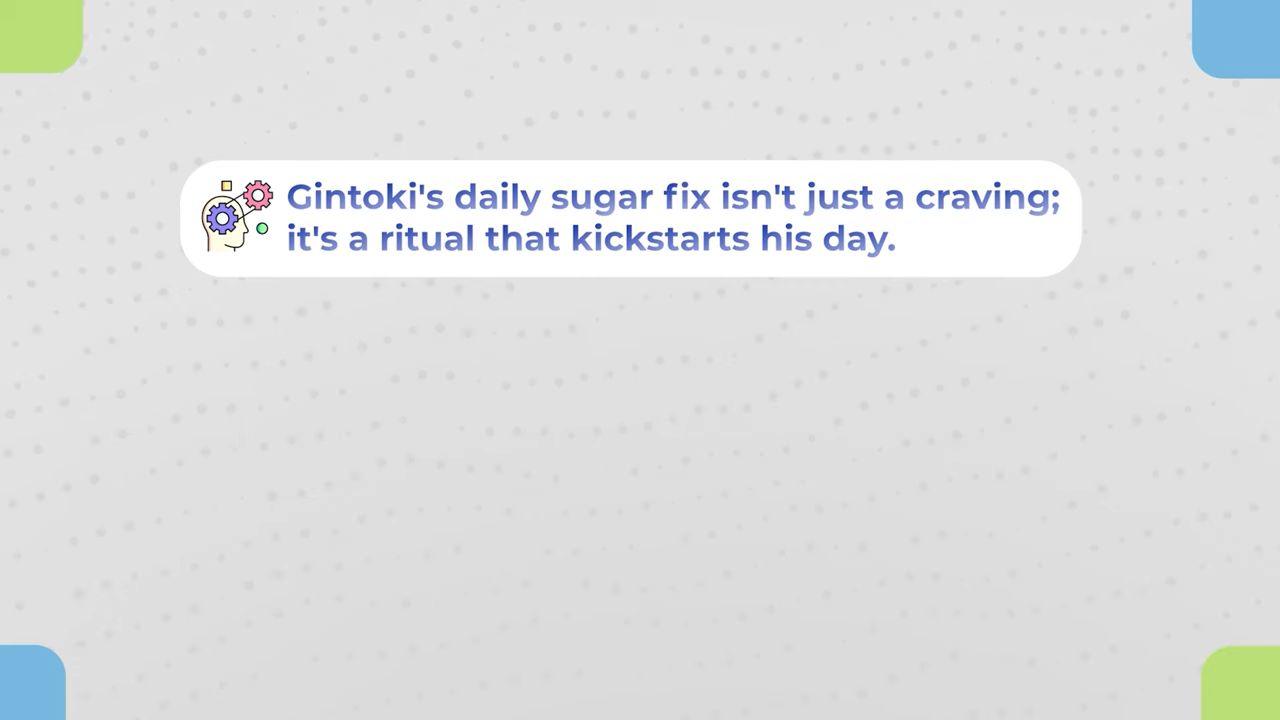 Gintoki's daily sugar fix isn't just a craving;
it's a ritual that kickstarts his day.